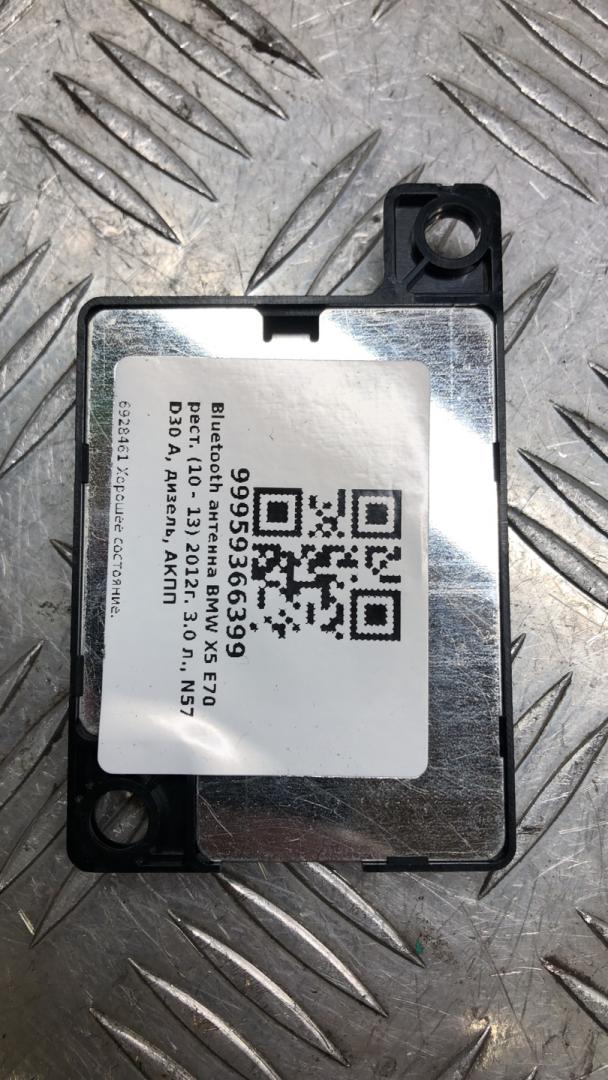 99959366399
Bluetooth антенна BMW X5 E70
рест. (10 - 13) 2012г. 3.0 л., N57
D30 A, дизель, АКПП
6928461 Хорошее состояние.